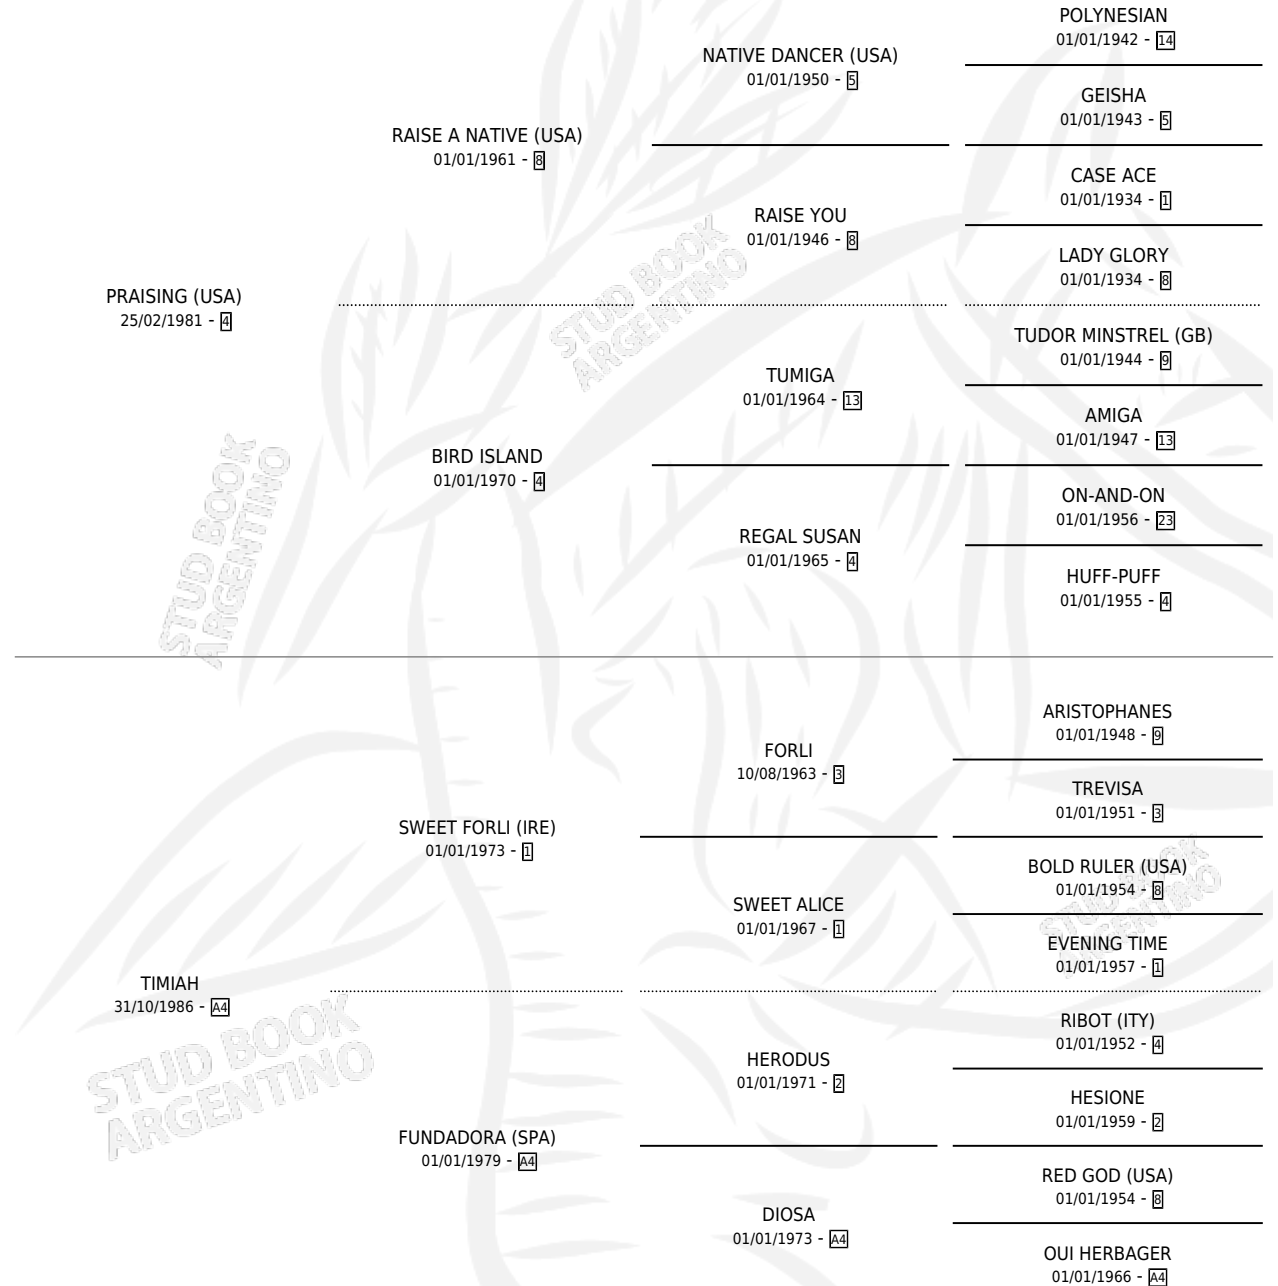 POLYNESIAN
01/01/1942 - 14
NATIVE DANCER (USA)
01/01/1950 - 5
GEISHA
01/01/1943 - 5
RAISE A NATIVE (USA)
01/01/1961 - 8
CASE ACE
01/01/1934 - 1
RAISE YOU
01/01/1946 - 8
LADY GLORY
01/01/1934 - 8
PRAISING (USA)
25/02/1981 - 4
TUDOR MINSTREL (GB)
01/01/1944 - 9
TUMIGA
01/01/1964 - 13
AMIGA
01/01/1947 - 13
BIRD ISLAND
01/01/1970 - 4
ON-AND-ON
01/01/1956 - 23
REGAL SUSAN
01/01/1965 - 4
HUFF-PUFF
01/01/1955 - 4
ARISTOPHANES
01/01/1948 - 9
FORLI
10/08/1963 - 3
TREVISA
01/01/1951 - 3
SWEET FORLI (IRE)
01/01/1973 - 1
BOLD RULER (USA)
01/01/1954 - 8
SWEET ALICE
01/01/1967 - 1
EVENING TIME
01/01/1957 - 1
TIMIAH
31/10/1986 - A4
RIBOT (ITY)
01/01/1952 - 4
HERODUS
01/01/1971 - 2
HESIONE
01/01/1959 - 2
FUNDADORA (SPA)
01/01/1979 - A4
RED GOD (USA)
01/01/1954 - 8
DIOSA
01/01/1973 - A4
OUI HERBAGER
01/01/1966 - A4
STUD BOOK
ARGENTINO
STUD BOOK
ARGENTINO
STUD BOOK
ARGENTINO
STUD BOOK
ARGENTINO